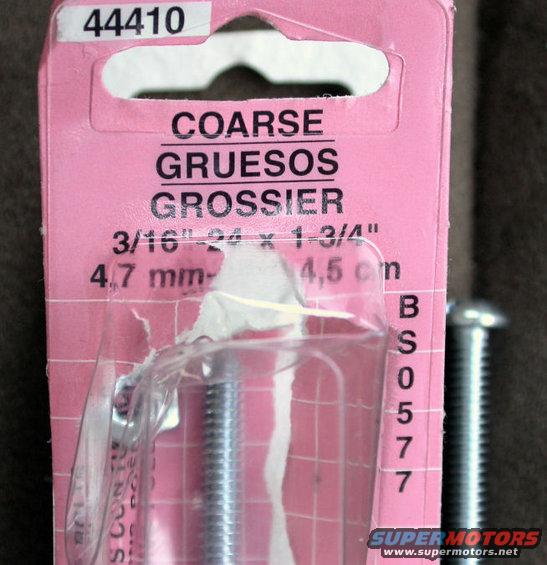 44410
COARSE
GRUESOS
GROSSIER
3/16"-24 x 1-3/4"
4,7 mm- 4,5 cm
BS0577
SUPERMOTORS
www.supermotors.net